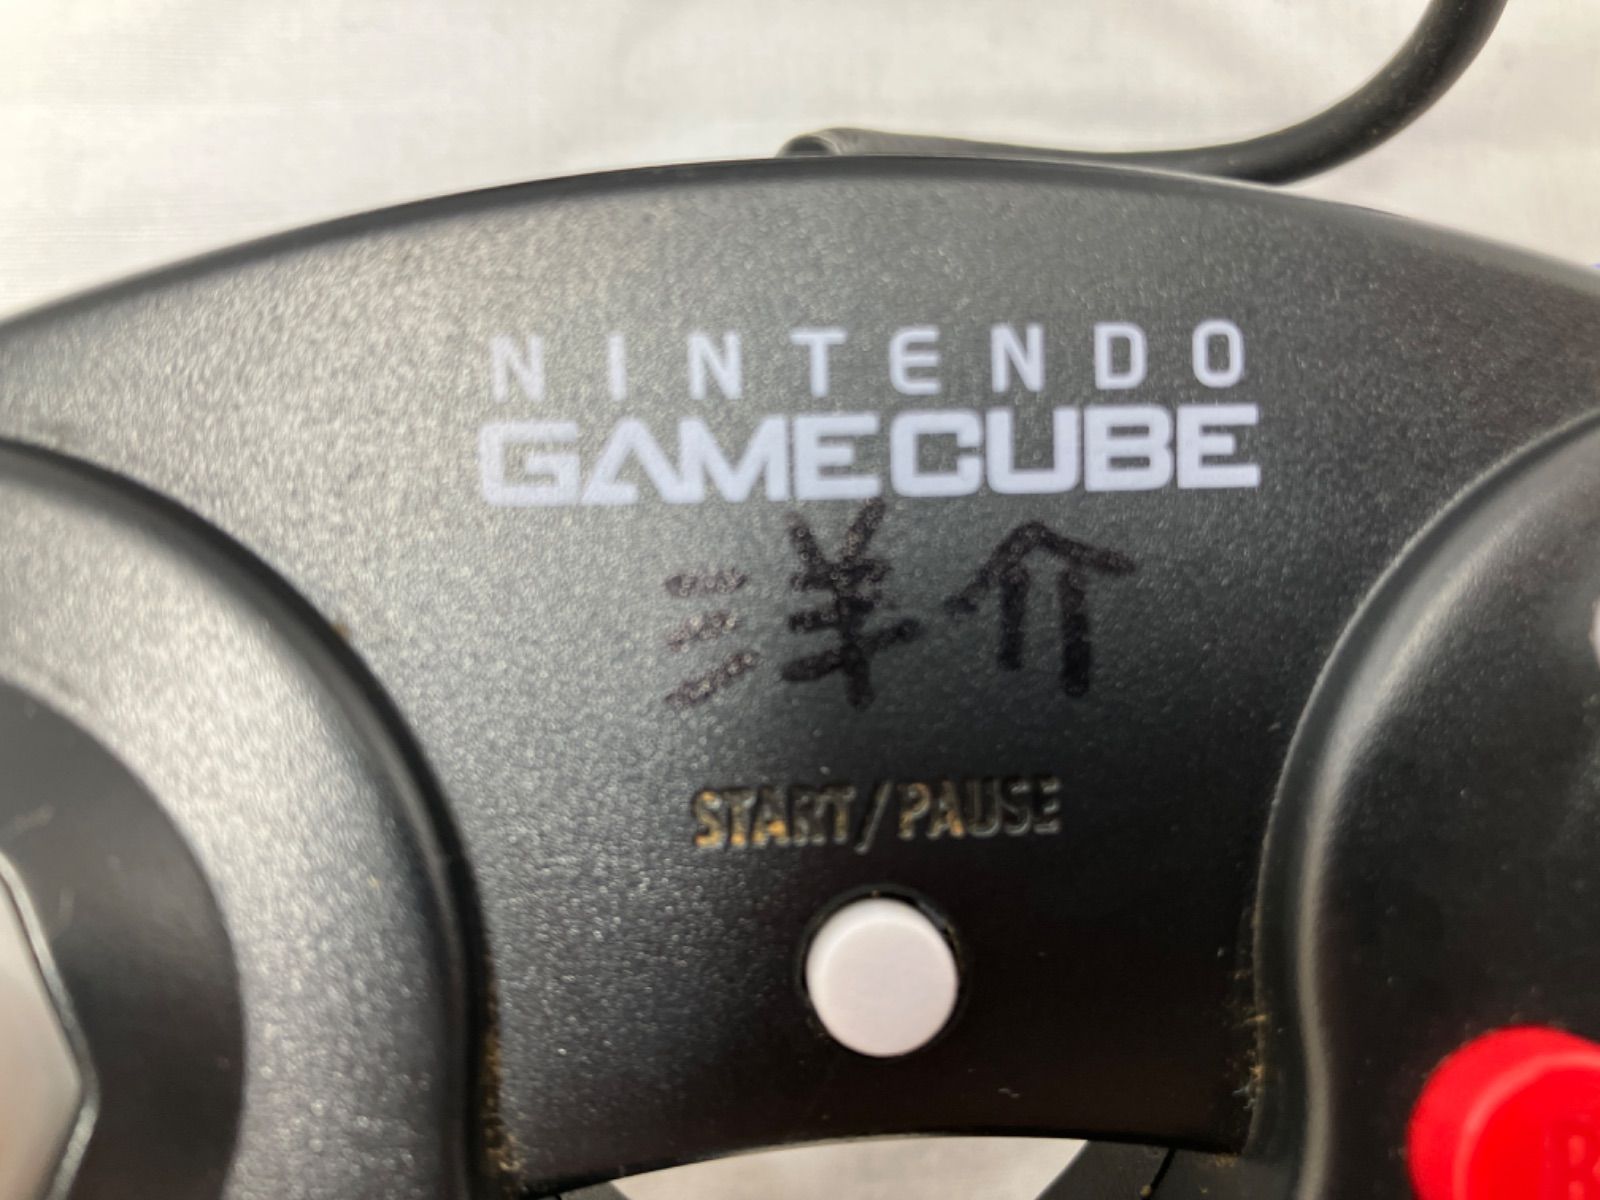 NINTENDO
GAMECUBE
洋介
START/PAUSE
B